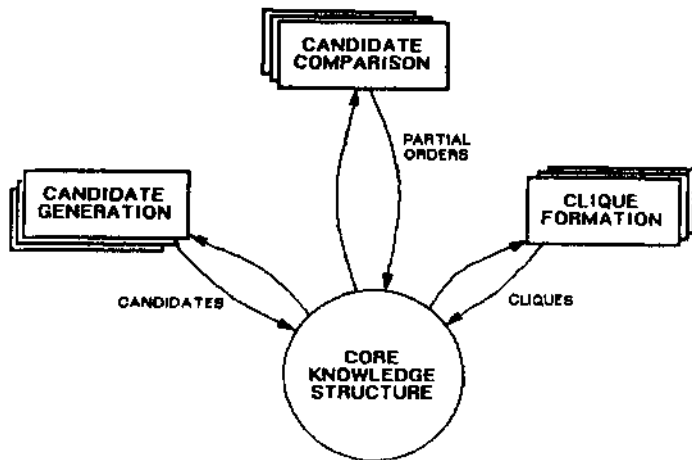 CANDIDATE
COMPARISON
PARTIAL
ORDERS
CANDIDATE
GENERATION
CLIQUE
FORMATION
CANDIDATES
CLIQUES
CORE
KNOWLEDGE
STRUCTURE